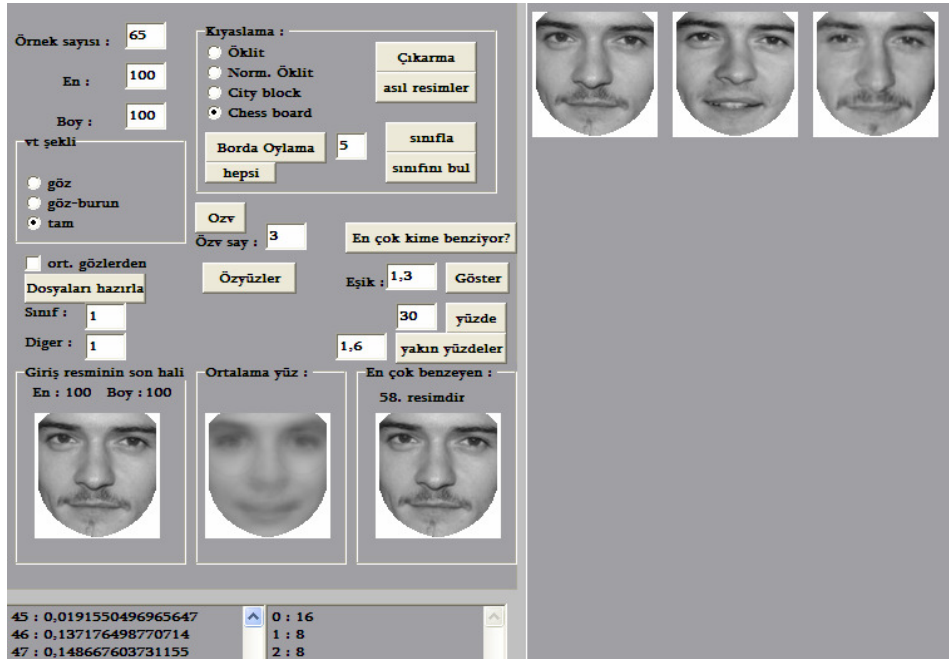 Örnek sayısı : 65
En : 100
Boy : 100
vt şekli
göz
göz-burun
tam
ort. gözlerden
Dosyaları hazırla
Sınıf : 1
Diger : 1
Kıyaslama :
Öklit
Norm. Öklit
City block
Chess board
Çıkarma
asıl resimler
Borda Oylama 5
hepsi
sınıfla
sınıfını bul
Ozv
Özv say : 3
Özyüzler
En çok kime benziyor?
Eşik : 1,3 Göster
30 yüzde
1,6 yakın yüzdeler
Giriş resminin son hali
En : 100 Boy :100
Ortalama yüz :
En çok benzeyen :
58. resimdir
45 : 0,0191550496965647
46 : 0,137176498770714
47 : 0,148667603731155
0 : 16
1 : 8
2 : 8